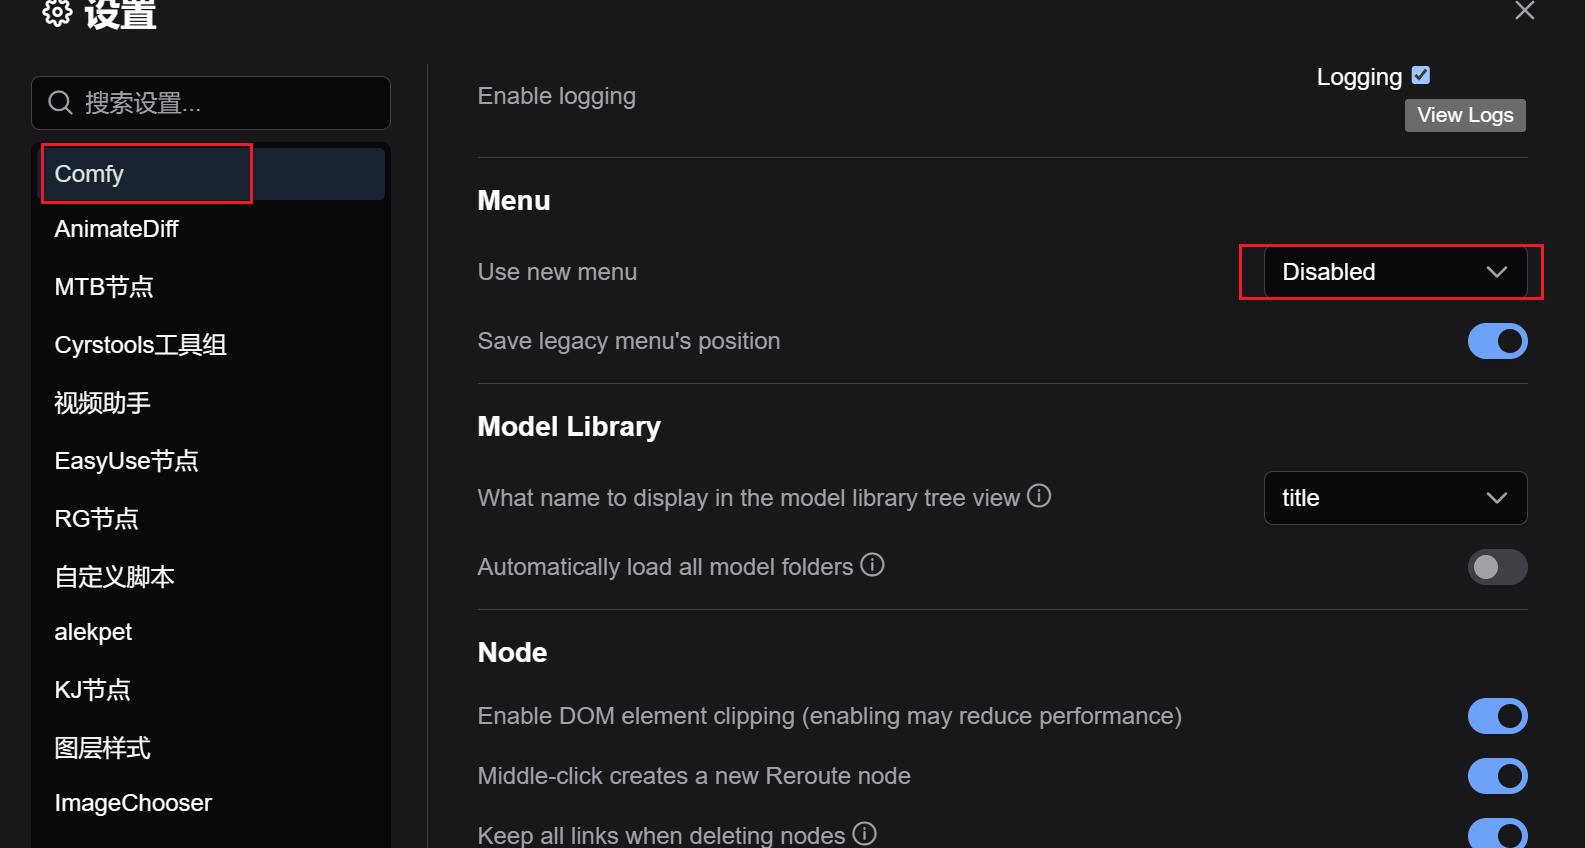 设置
搜索设置...
Comfy
AnimateDiff
MTB节点
Cyrstools工具组
视频助手
EasyUse节点
RG节点
自定义脚本
alekpet
KJ节点
图层样式
ImageChooser
Enable logging
Logging
View Logs
Menu
Use new menu
Disabled
Save legacy menu's position
Model Library
What name to display in the model library tree view
title
Automatically load all model folders
Node
Enable DOM element clipping (enabling may reduce performance)
Middle-click creates a new Reroute node
Keep all links when deleting nodes